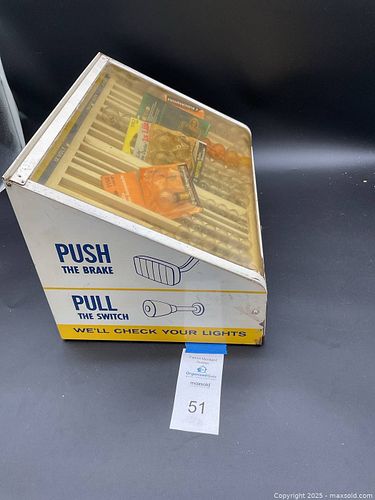 PUSH
THE BRAKE
PULL
THE SWITCH
WE'LL CHECK YOUR LIGHTS
maxsold
51
Copyright 2025 - maxsold.com